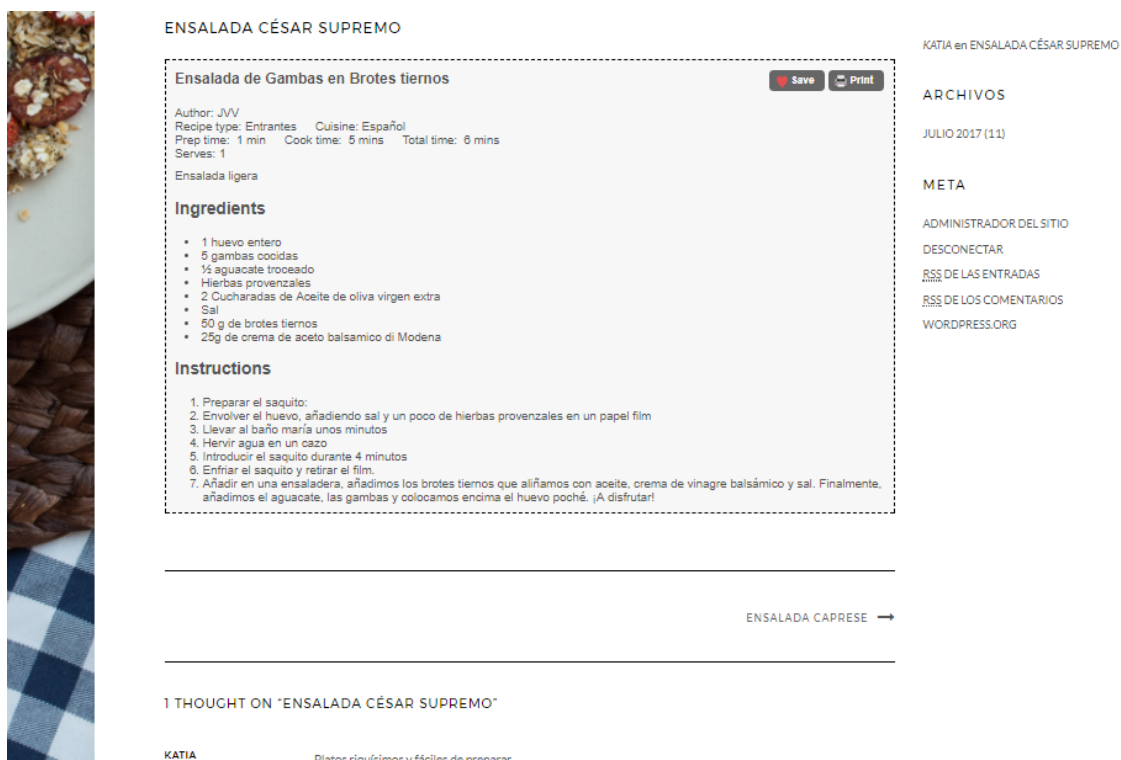 ENSALADA CÉSAR SUPREMO
Ensalada de Gambas en Brotes tiernos
Save
Print
Author: JVV
Recipe type: Entrantes Cuisine: Español
Prep time: 1 min Cook time: 5 mins Total time: 6 mins
Serves: 1
Ensalada ligera
Ingredients
1 huevo entero
5 gambas cocidas
½ aguacate troceado
Hierbas provenzales
2 Cucharadas de Aceite de oliva virgen extra
Sal
50 g de brotes tiernos
25g de crema de aceto balsamico di Modena
Instructions
1. Preparar el saquito:
2. Envolver el huevo, añadiendo sal y un poco de hierbas provenzales en un papel film
3. Llevar al baño maría unos minutos
4. Hervir agua en un cazo
5. Introducir el saquito durante 4 minutos
6. Enfriar el saquito y retirar el film.
7. Añadir en una ensaladera, añadimos los brotes tiernos que aliñamos con aceite, crema de vinagre balsámico y sal. Finalmente,
añadimos el aguacate, las gambas y colocamos encima el huevo poché. ¡A disfrutar!
ENSALADA CAPRESE
1 THOUGHT ON "ENSALADA CÉSAR SUPREMO"
KATIA
Platos riquísimos y fáciles de preparar
KATIA en ENSALADA CÉSAR SUPREMO
ARCHIVOS
JULIO 2017 (11)
META
ADMINISTRADOR DEL SITIO
DESCONECTAR
RSS DE LAS ENTRADAS
RSS DE LOS COMENTARIOS
WORDPRESS.ORG